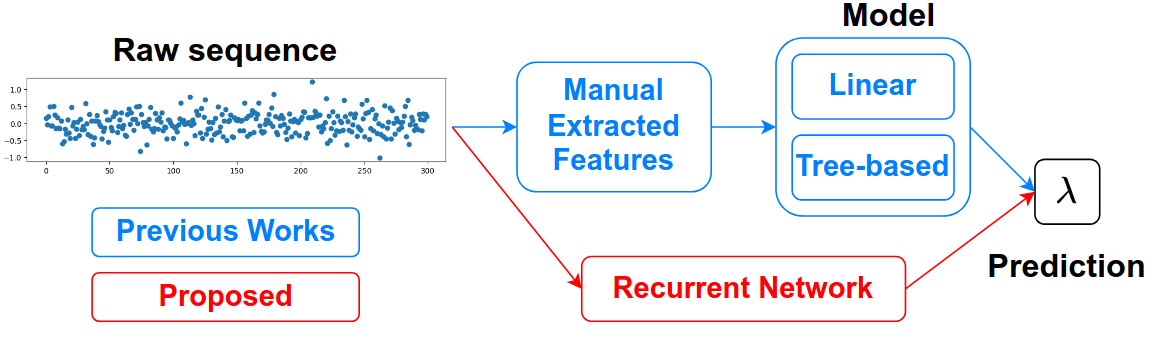 Model
Raw sequence
1.0
0.5
0.0
−0.5
−1.0
0
50
100
150
200
250
300
Manual
Extracted
Features
Linear
Tree-based
λ
Prediction
Previous Works
Proposed
Recurrent Network